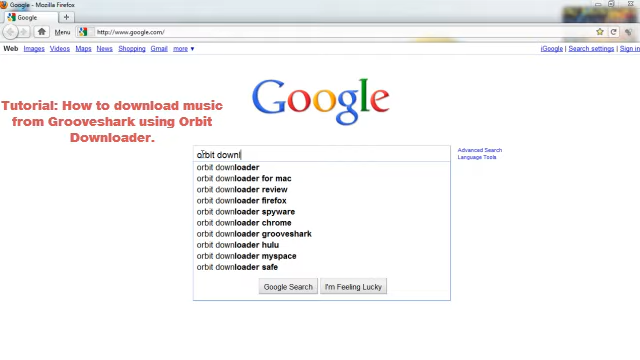 Google - Mozilla Firefox
Google
Menu
http://www.google.com/
Web Images Videos Maps News Shopping Gmail more ▼
iGoogle | Search settings | Sign in
Google
Tutorial: How to download music
from Grooveshark using Orbit
Downloader.
orbit downl
Advanced Search
Language Tools
orbit downloader
orbit downloader for mac
orbit downloader review
orbit downloader firefox
orbit downloader spyware
orbit downloader chrome
orbit downloader grooveshark
orbit downloader hulu
orbit downloader myspace
orbit downloader safe
Google Search
I'm Feeling Lucky